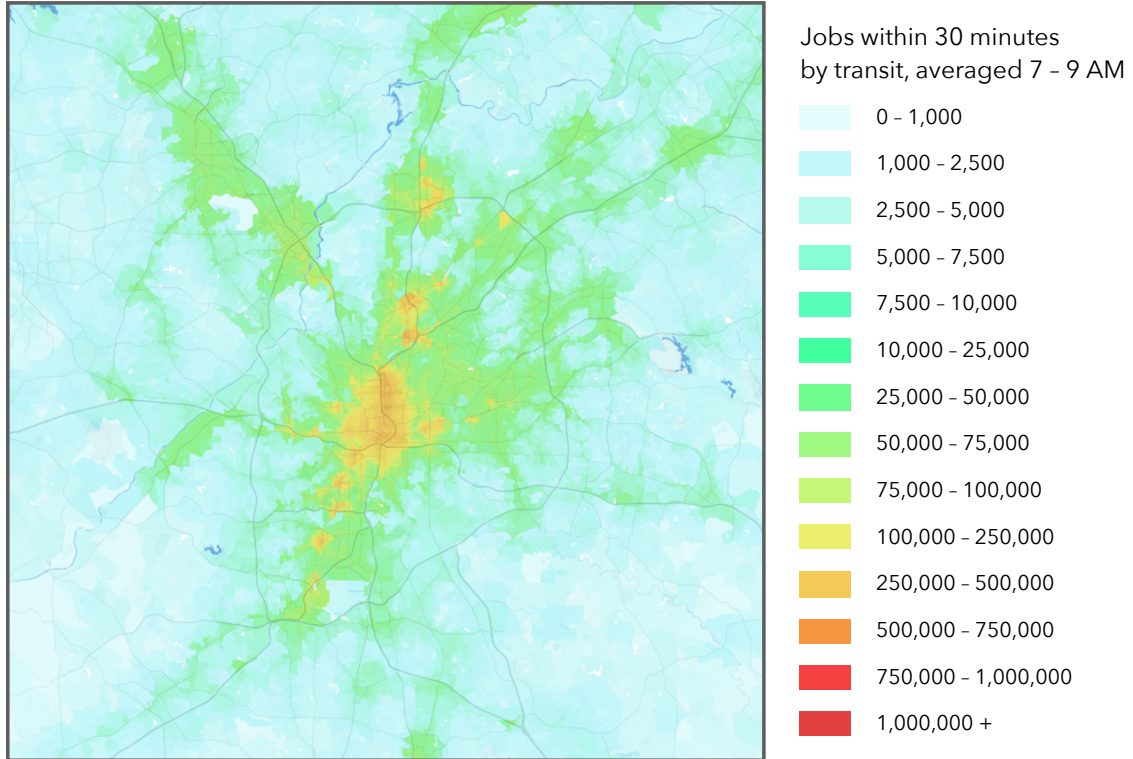 Jobs within 30 minutes
by transit, averaged 7 – 9 AM
0 – 1,000
1,000 – 2,500
2,500 – 5,000
5,000 – 7,500
7,500 – 10,000
10,000 – 25,000
25,000 – 50,000
50,000 – 75,000
75,000 – 100,000
100,000 – 250,000
250,000 – 500,000
500,000 – 750,000
750,000 – 1,000,000
1,000,000 +